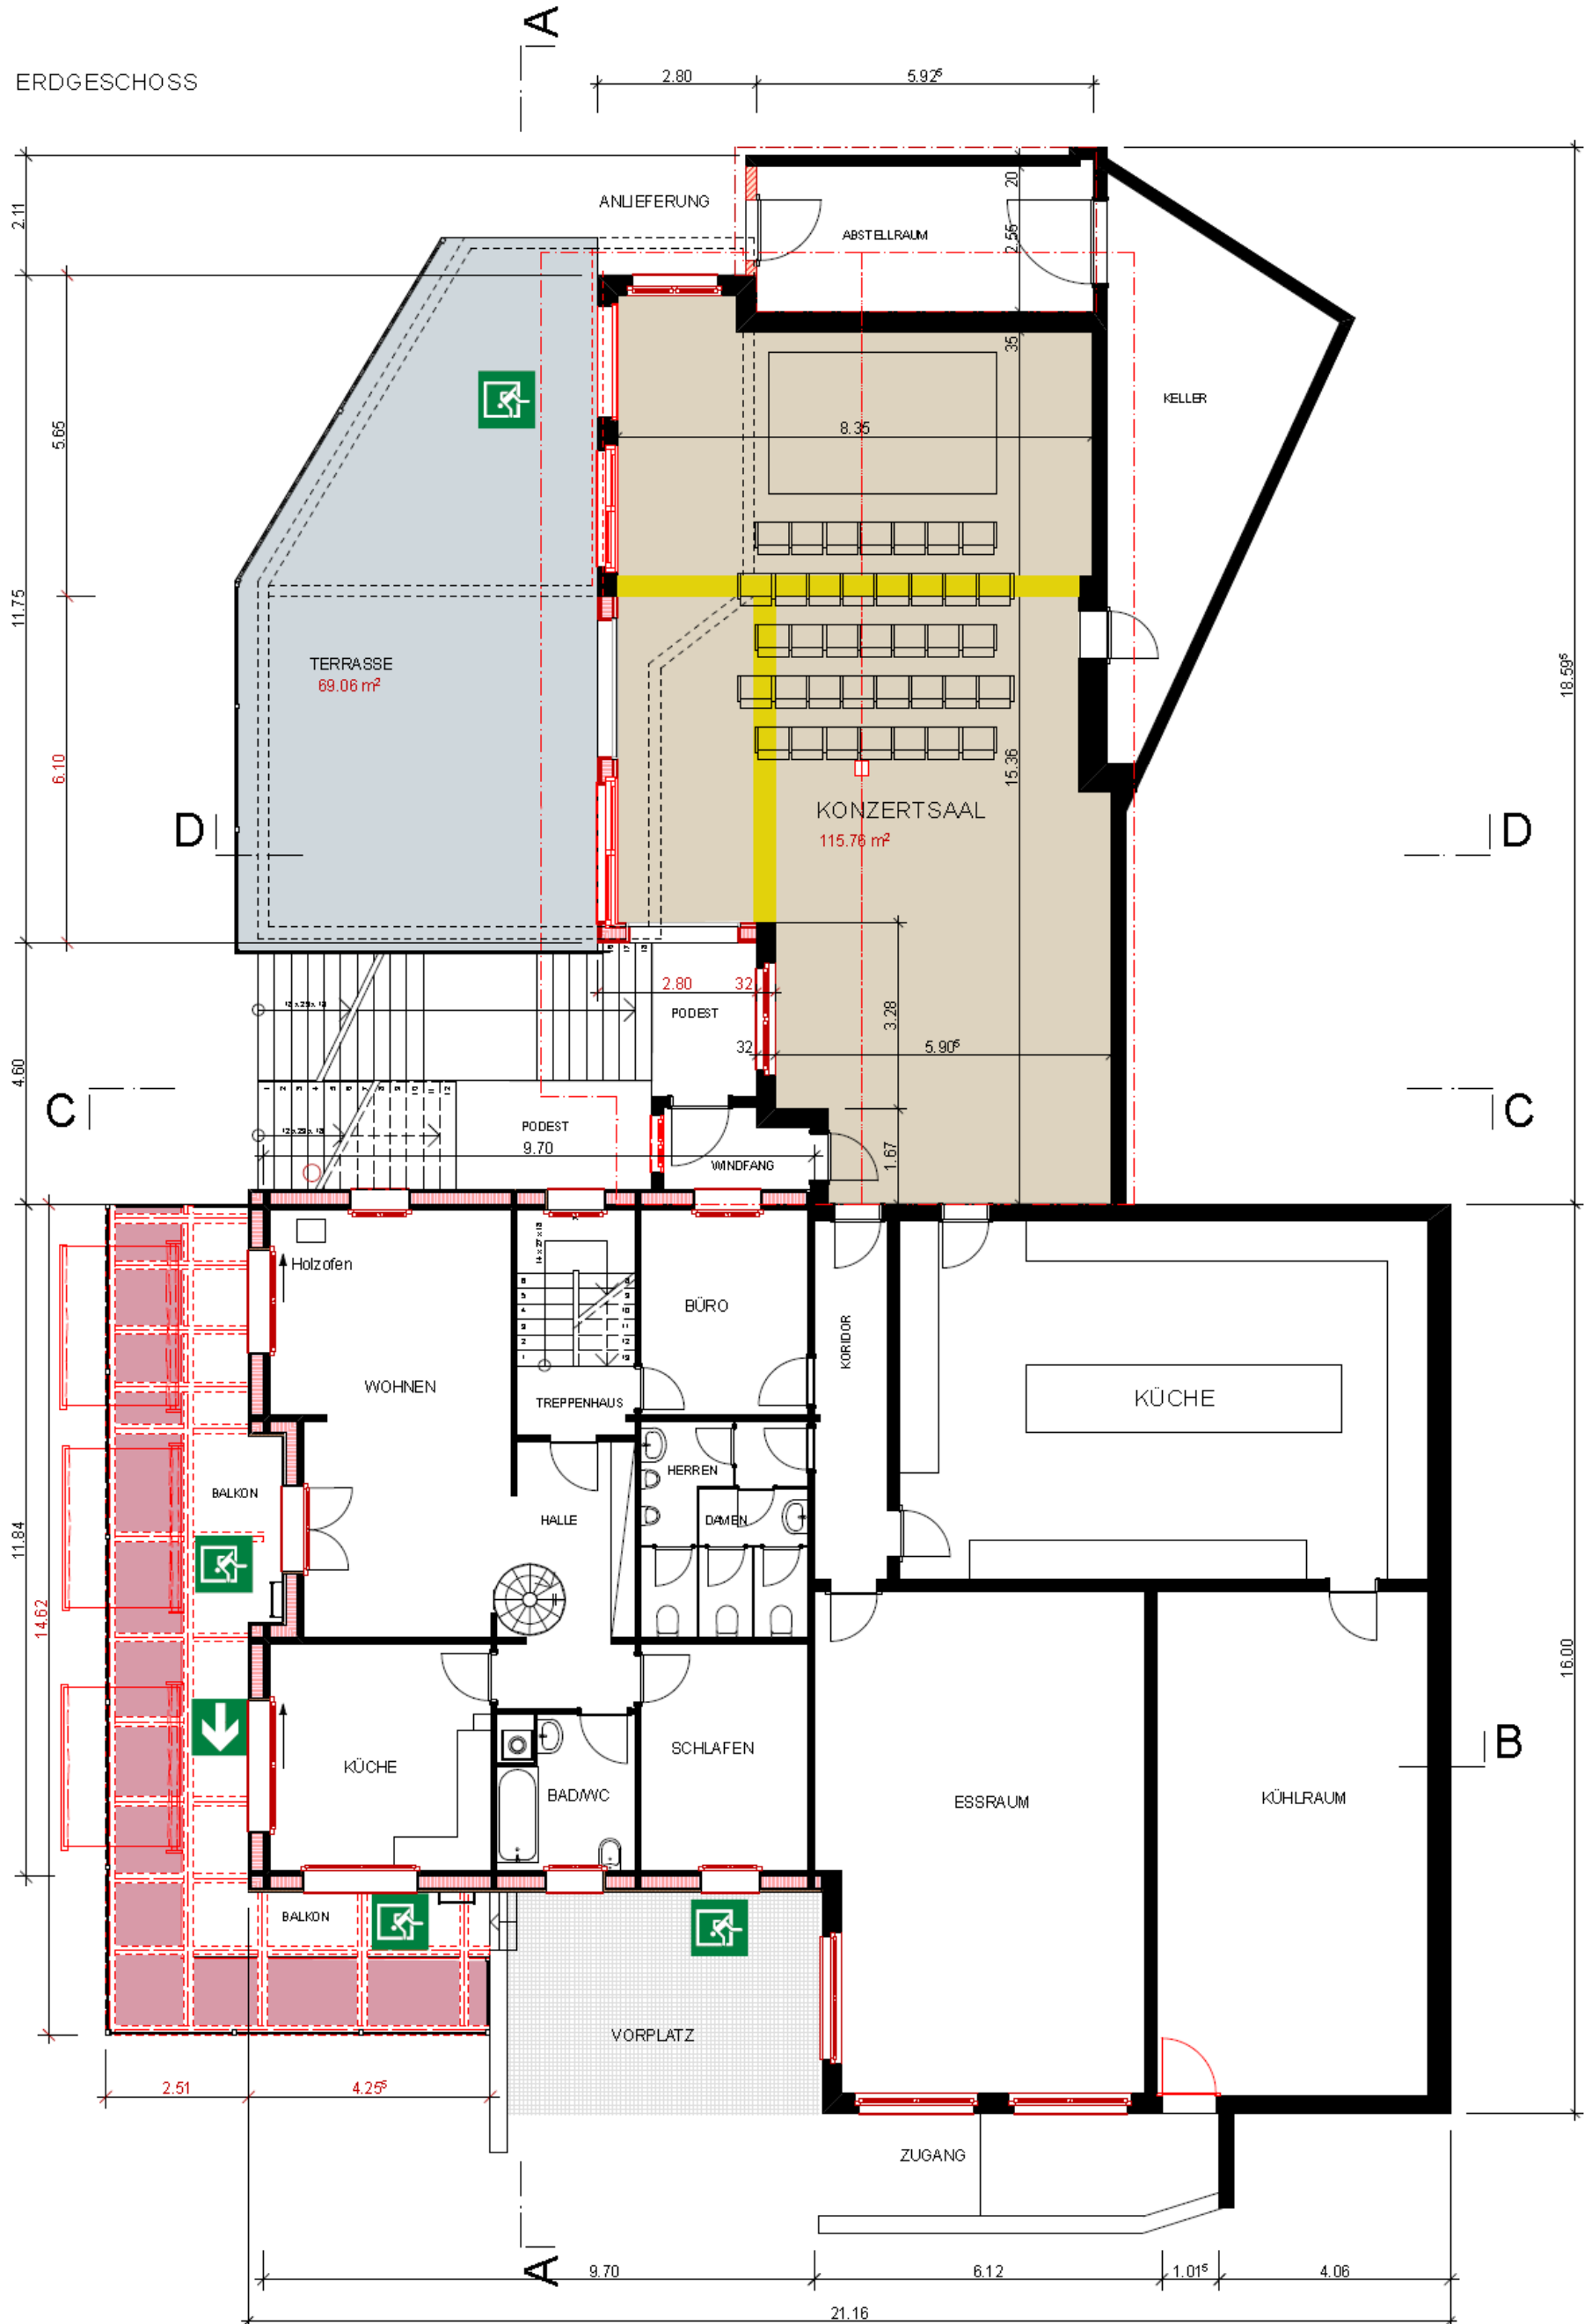 A
ERDGESCHOSS
2.80
5.92⁵
2.11
ANLIEFERUNG
20
ABSTELLRAUM
2.55
35
5.65
KELLER
8.35
11.75
18.59⁵
TERRASSE
69.06 m²
6.10
15.36
KONZERTSAAL
115.76 m²
D
D
2.80
32
PODEST
3.28
32
5.90⁵
4.60
C
C
PODEST
9.70
1.67
WINDFANG
Holzofen
BÜRO
KORIDOR
WOHNEN
TREPPENHAUS
KÜCHE
HERREN
BALKON
DAMEN
HALLE
11.84
14.62
16.00
B
SCHLAFEN
KÜCHE
BAD/WC
ESSRAUM
KÜHLRAUM
BALKON
VORPLATZ
2.51
4.25⁵
ZUGANG
A
9.70
6.12
1.01⁵
4.06
21.16